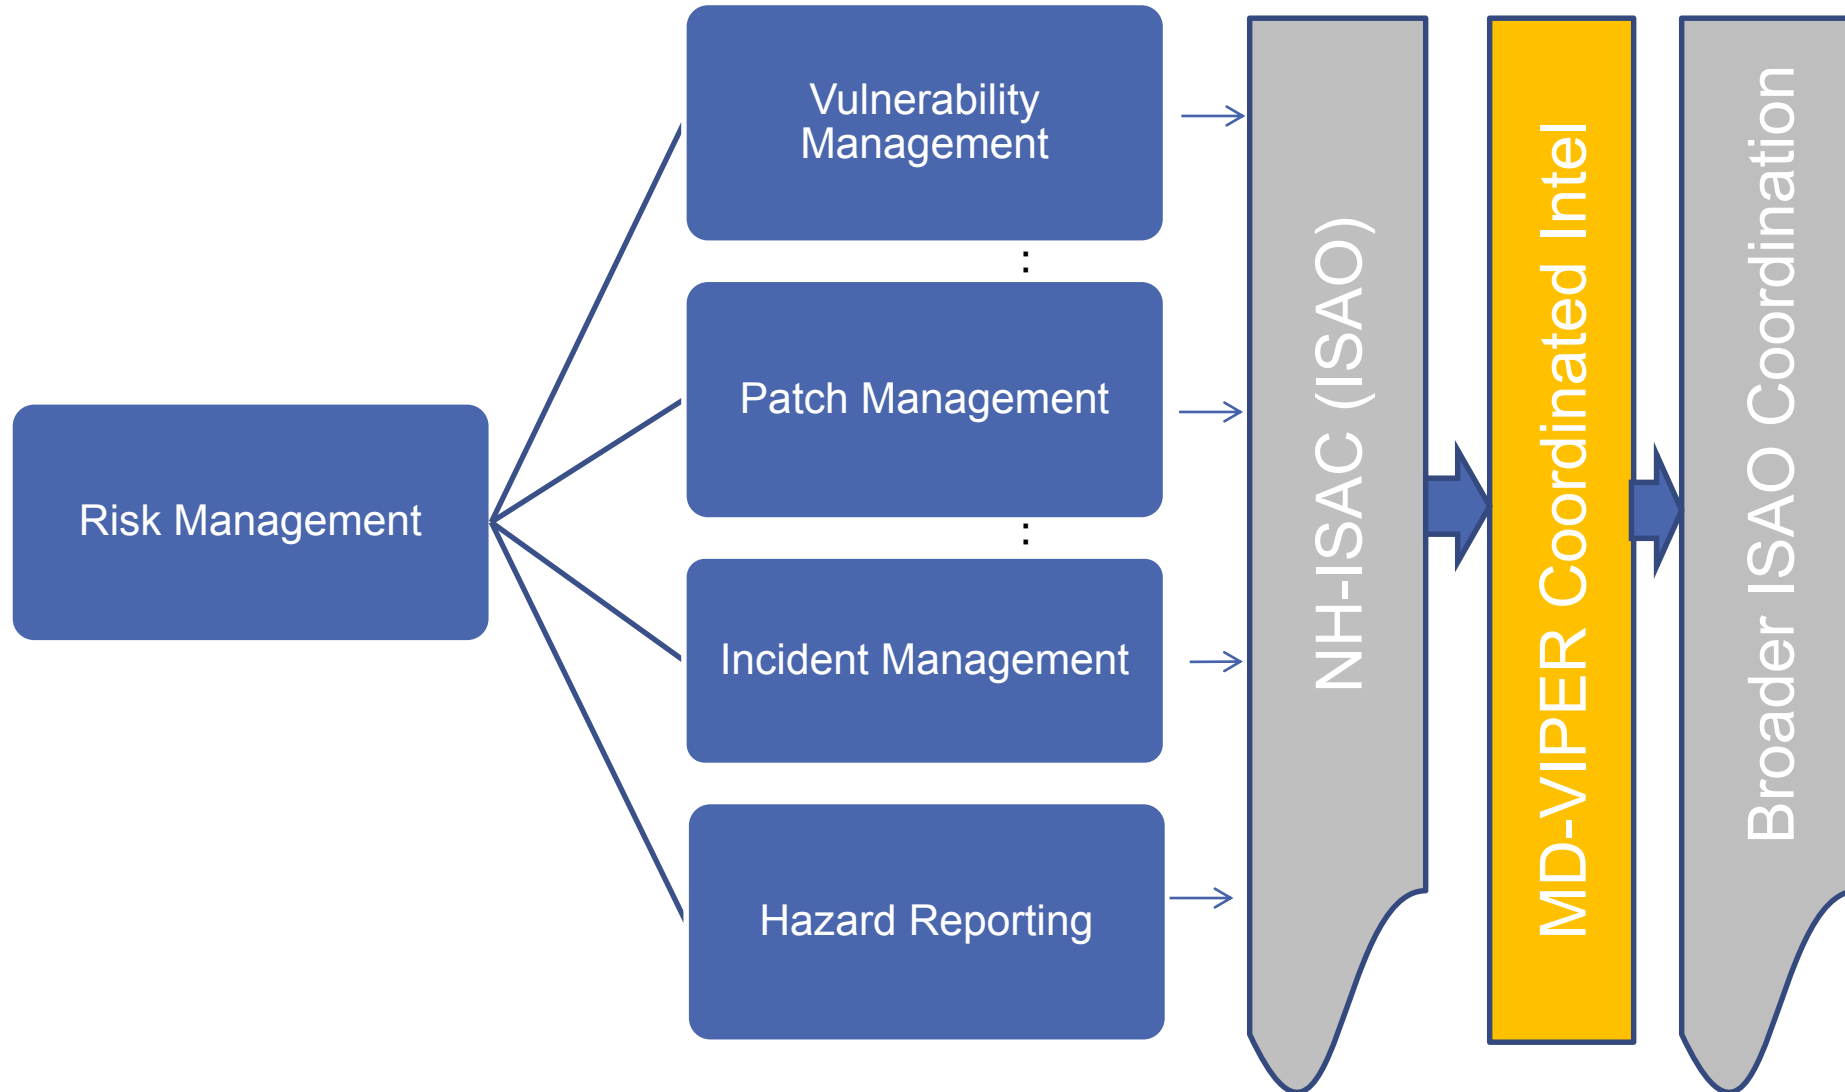 Vulnerability
Management
:
Patch Management
:
Risk Management
Incident Management
Hazard Reporting
NH-ISAC (ISAO)
MD-VIPER Coordinated Intel
Broader ISAO Coordination